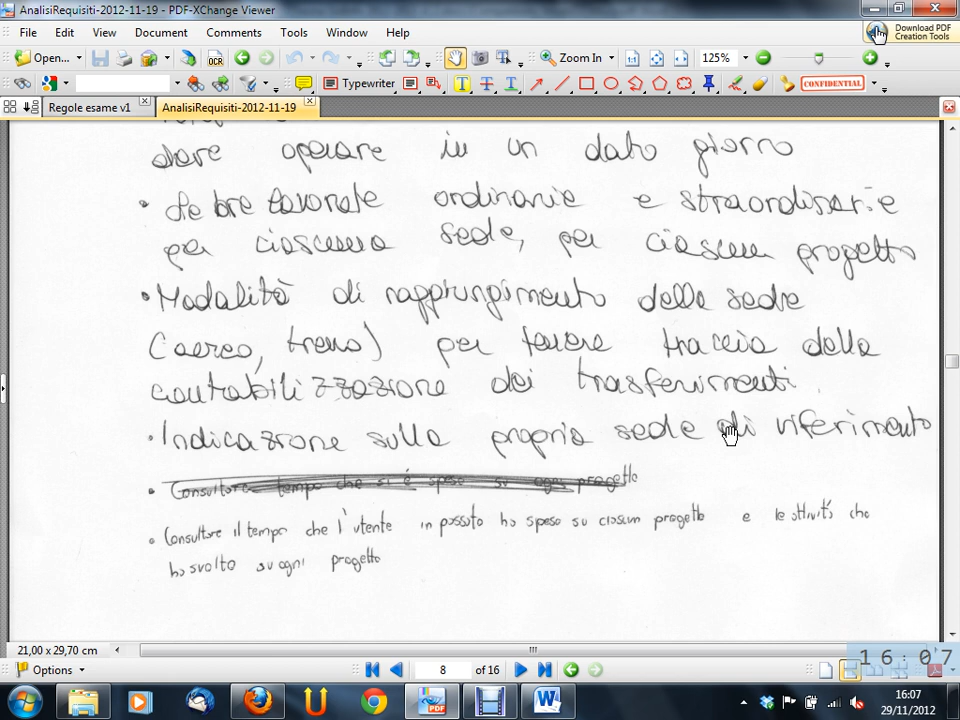 AnalisiRequisiti-2012-11-19 - PDF-XChange Viewer
File Edit View Document Comments Tools Window Help
Download PDF Creation Tools
Open... OCR Zoom In 125%
Typewriter CONFIDENTIAL
Regole esame v1 AnalisiRequisiti-2012-11-19
dove operare in un dato giorno
• Le ore lavorate ordinarie e straordinarie
per ciascuna sede, per ciascun progetto
• Modalità di raggiungimento della sede
(aereo, treno) per tenere traccia della
contabilizzazione dei trasferimenti.
• Indicazione sulla propria sede di riferimento
• Consultare tempo che si è speso su ogni progetto
• Consultare il tempo che l'utente in passato ha speso su ciascun progetto e le attività che
ha svolto su ogni progetto
21,00 x 29,70 cm
16:07
Options 8 of 16
16:07
29/11/2012